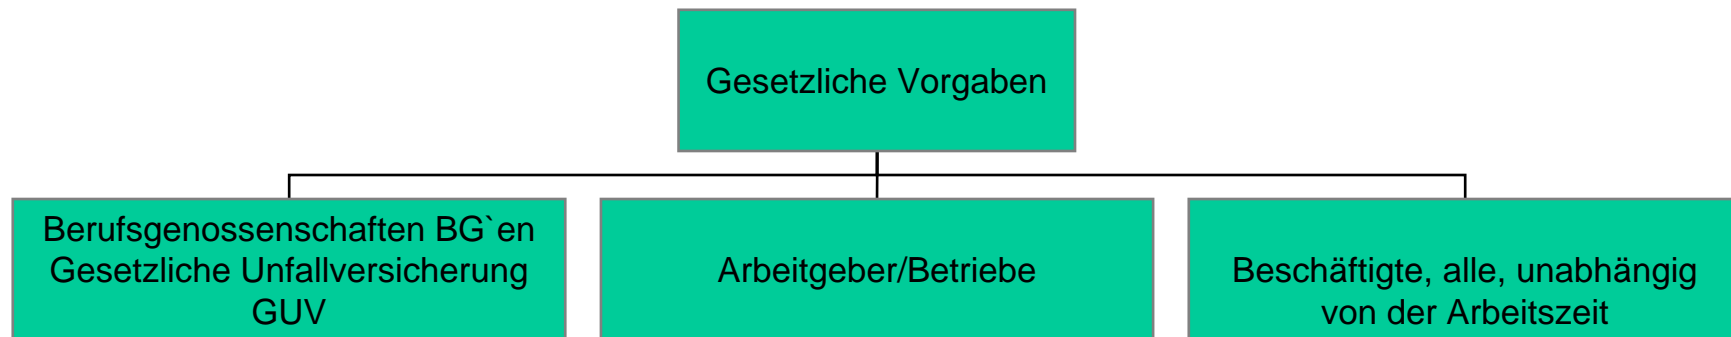 Gesetzliche Vorgaben
Berufsgenossenschaften BG`en
Gesetzliche Unfallversicherung
GUV
Arbeitgeber/Betriebe
Beschäftigte, alle, unabhängig
von der Arbeitszeit